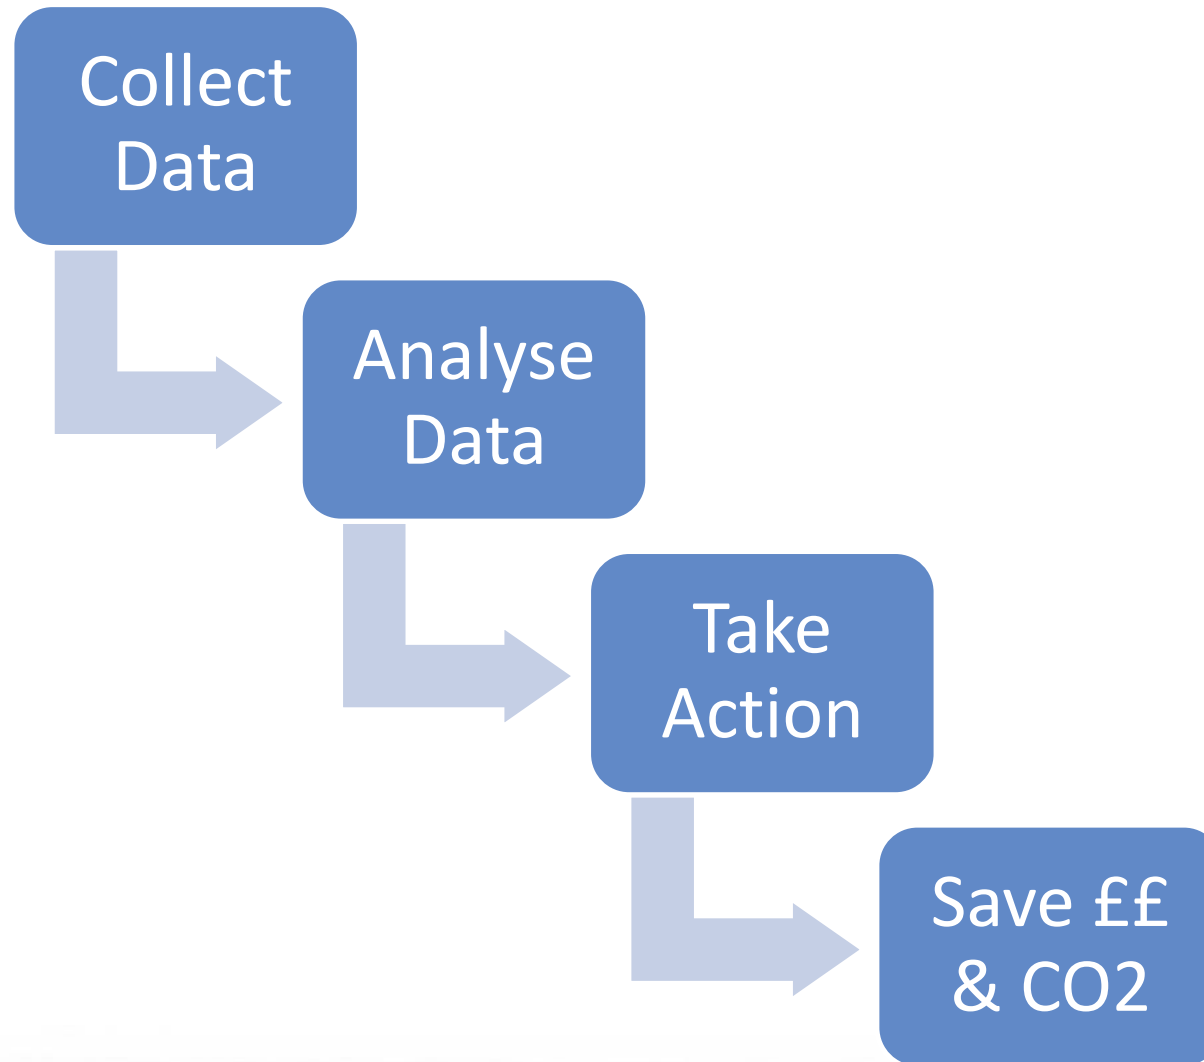 Collect
Data
Analyse
Data
Take
Action
Save ££
& CO2